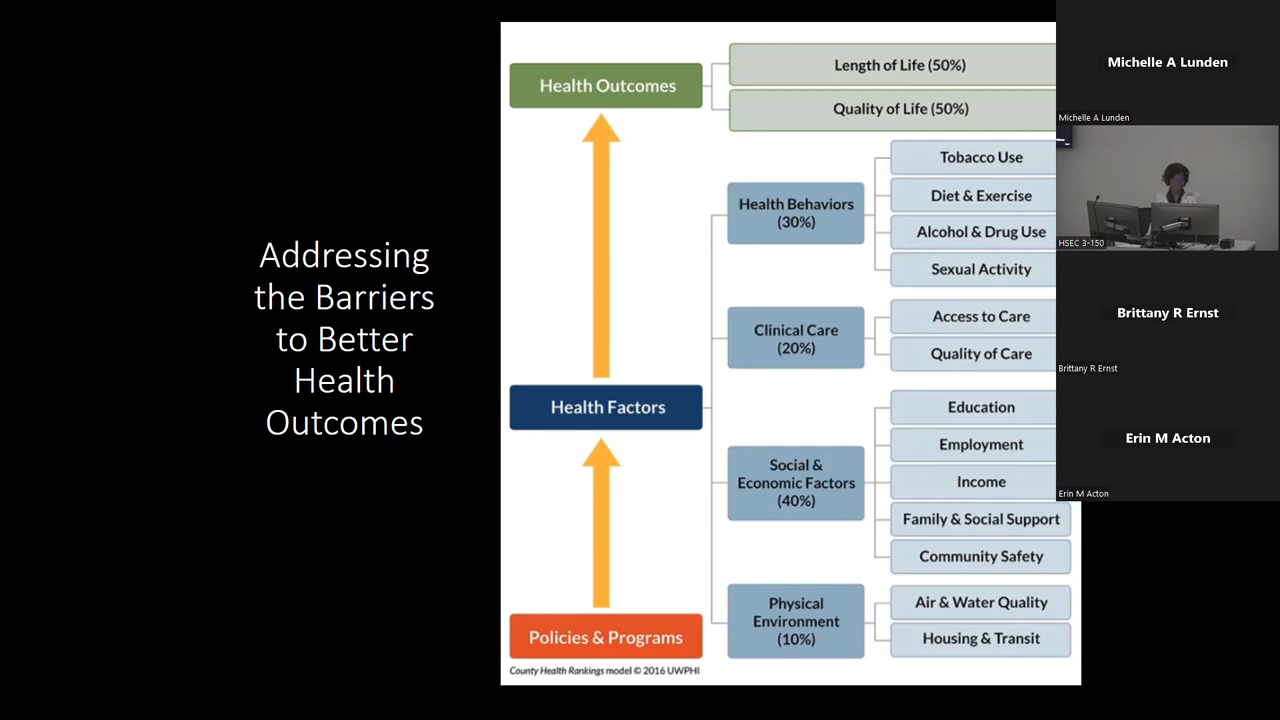 Addressing
the Barriers
to Better
Health
Outcomes
Health Outcomes
Length of Life (50%)
Quality of Life (50%)
Health Behaviors
(30%)
Tobacco Use
Diet & Exercise
Alcohol & Drug Use
Sexual Activity
Clinical Care
(20%)
Access to Care
Quality of Care
Health Factors
Social &
Economic Factors
(40%)
Education
Employment
Income
Family & Social Support
Community Safety
Physical
Environment
(10%)
Air & Water Quality
Housing & Transit
Policies & Programs
County Health Rankings model © 2016 UWPHI
Michelle A Lunden
Michelle A Lunden
HSEC 3-150
Brittany R Ernst
Brittany R Ernst
Erin M Acton
Erin M Acton